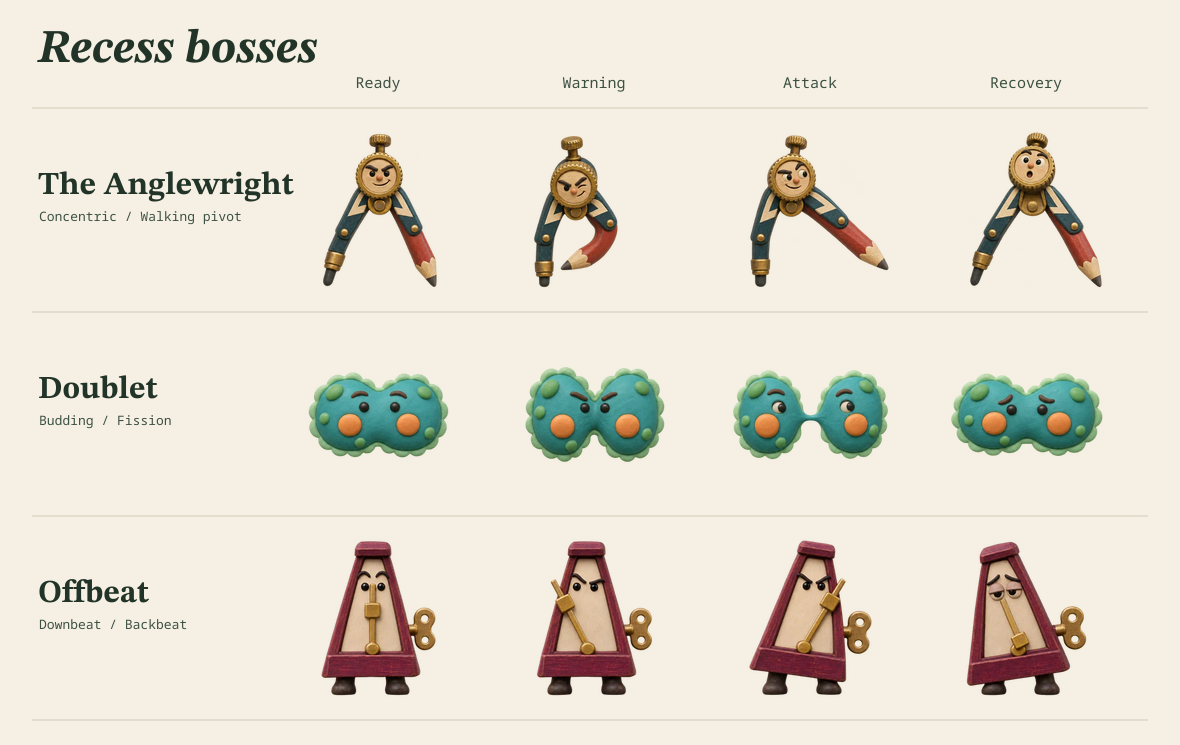 Recess bosses
Ready Warning Attack Recovery
The Anglewright
Concentric / Walking pivot
Doublet
Budding / Fission
Offbeat
Downbeat / Backbeat